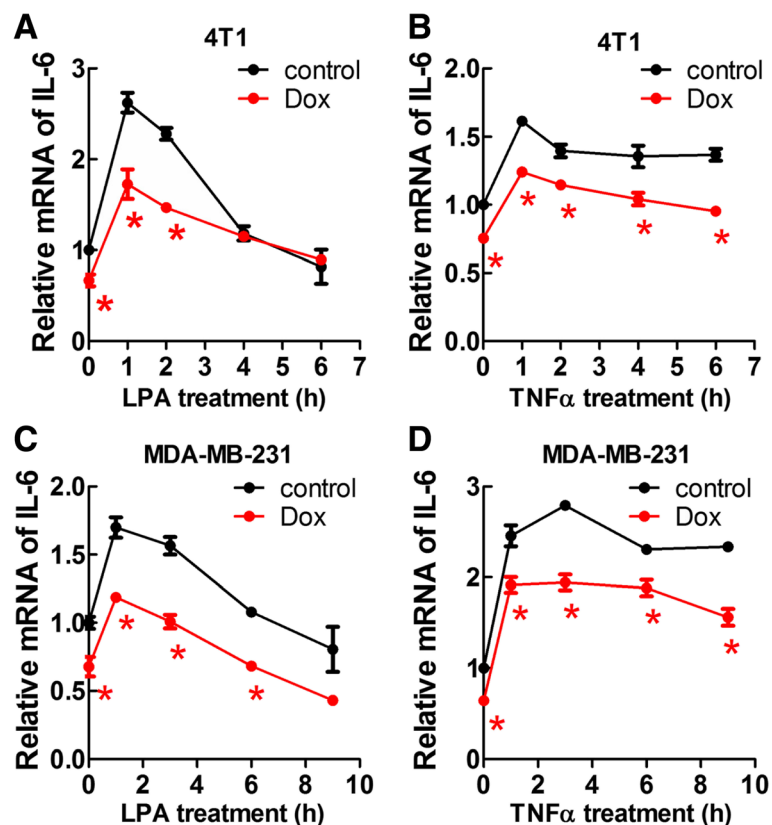 A
4T1
Relative mRNA of IL-6
3
2
1
0
control
Dox
*
*
*
0 1 2 3 4 5 6 7
LPA treatment (h)
B
4T1
Relative mRNA of IL-6
2.0
1.5
1.0
0.5
0.0
control
Dox
*
*
*
*
*
0 1 2 3 4 5 6 7
TNFα treatment (h)
C
MDA-MB-231
Relative mRNA of IL-6
2.0
1.5
1.0
0.5
0.0
control
Dox
*
*
*
*
0 2 4 6 8 10
LPA treatment (h)
D
MDA-MB-231
Relative mRNA of IL-6
3
2
1
0
control
Dox
*
*
*
*
*
0 2 4 6 8 10
TNFα treatment (h)